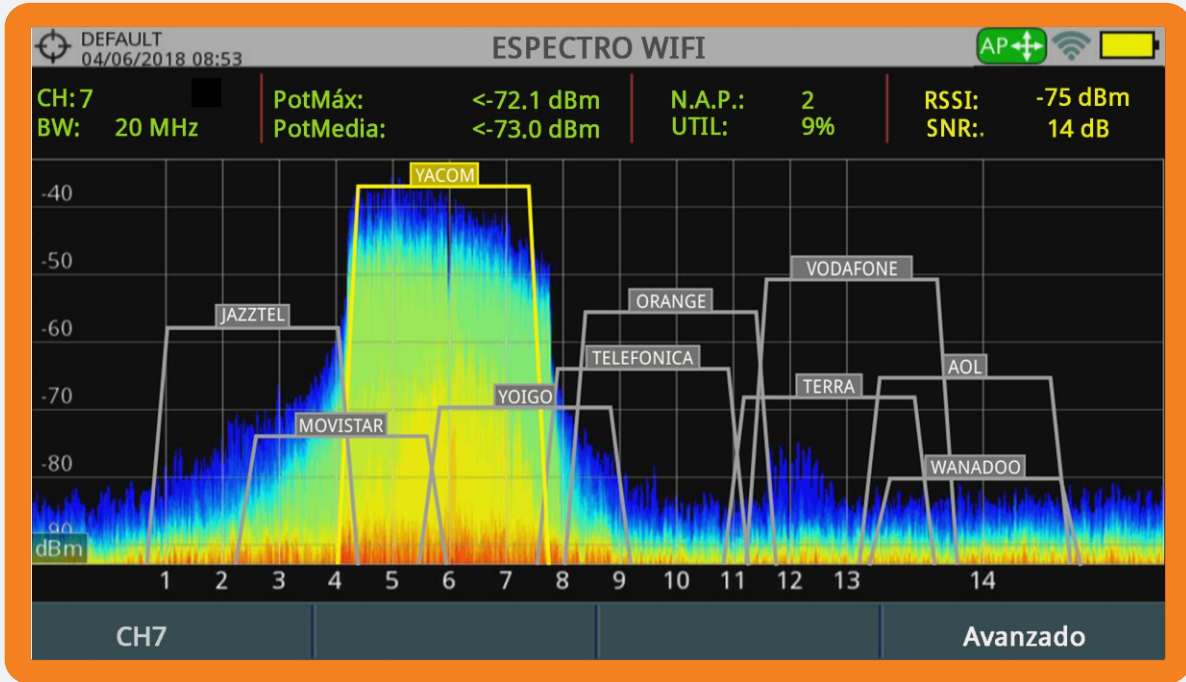 DEFAULT
04/06/2018 08:53
ESPECTRO WIFI
AP
CH: 7
BW: 20 MHz
PotMáx: <-72.1 dBm
PotMedia: <-73.0 dBm
N.A.P.: 2
UTIL: 9%
RSSI: -75 dBm
SNR:. 14 dB
YACOM
-40
-50
VODAFONE
ORANGE
JAZZTEL
-60
TELEFONICA
AOL
TERRA
-70
YOIGO
MOVISTAR
-80
WANADOO
-90
dBm
1 2 3 4 5 6 7 8 9 10 11 12 13 14
CH7
Avanzado